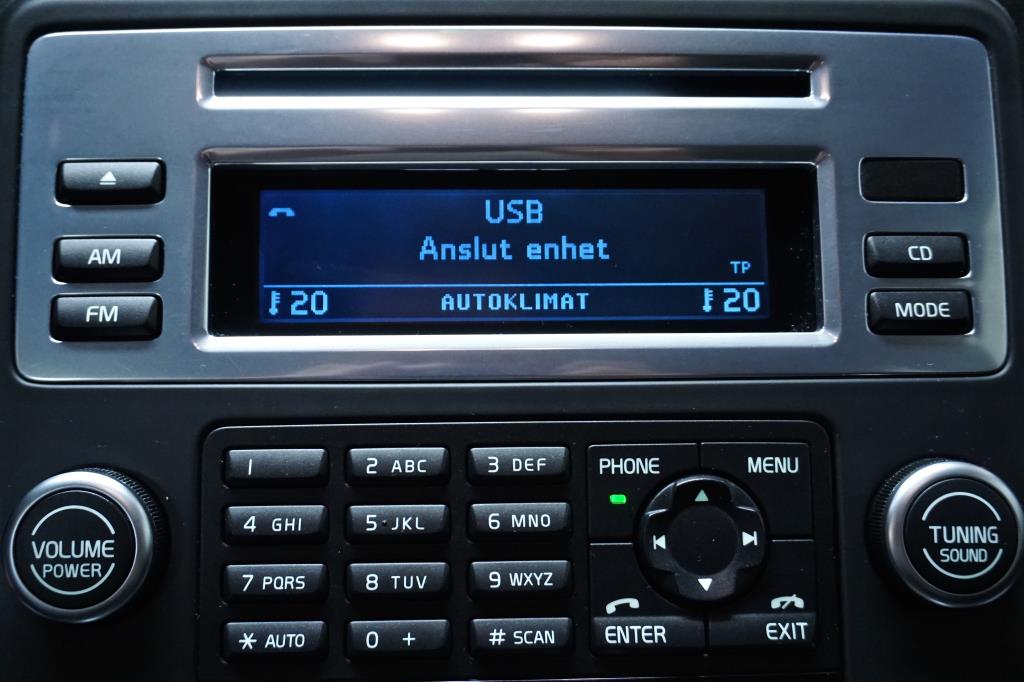 USB
Anslut enhet
TP
20 AUTOKLIMAT 20
AM
FM
CD
MODE
VOLUME
POWER
1 2 ABC 3 DEF
4 GHI 5 JKL 6 MNO
7 PQRS 8 TUV 9 WXYZ
* AUTO 0 + # SCAN
PHONE MENU
ENTER EXIT
TUNING
SOUND